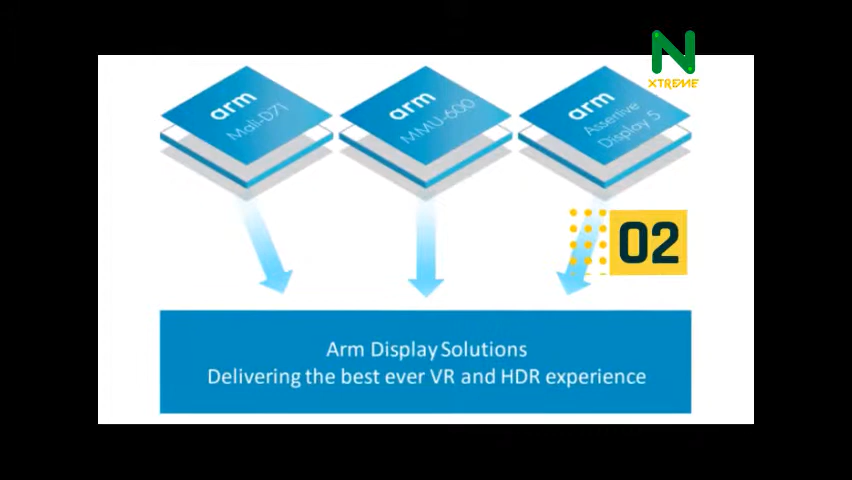 N
XTREME
arm
Mali-D71
arm
MMU-600
arm
Assertive
Display 5
02
Arm Display Solutions
Delivering the best ever VR and HDR experience